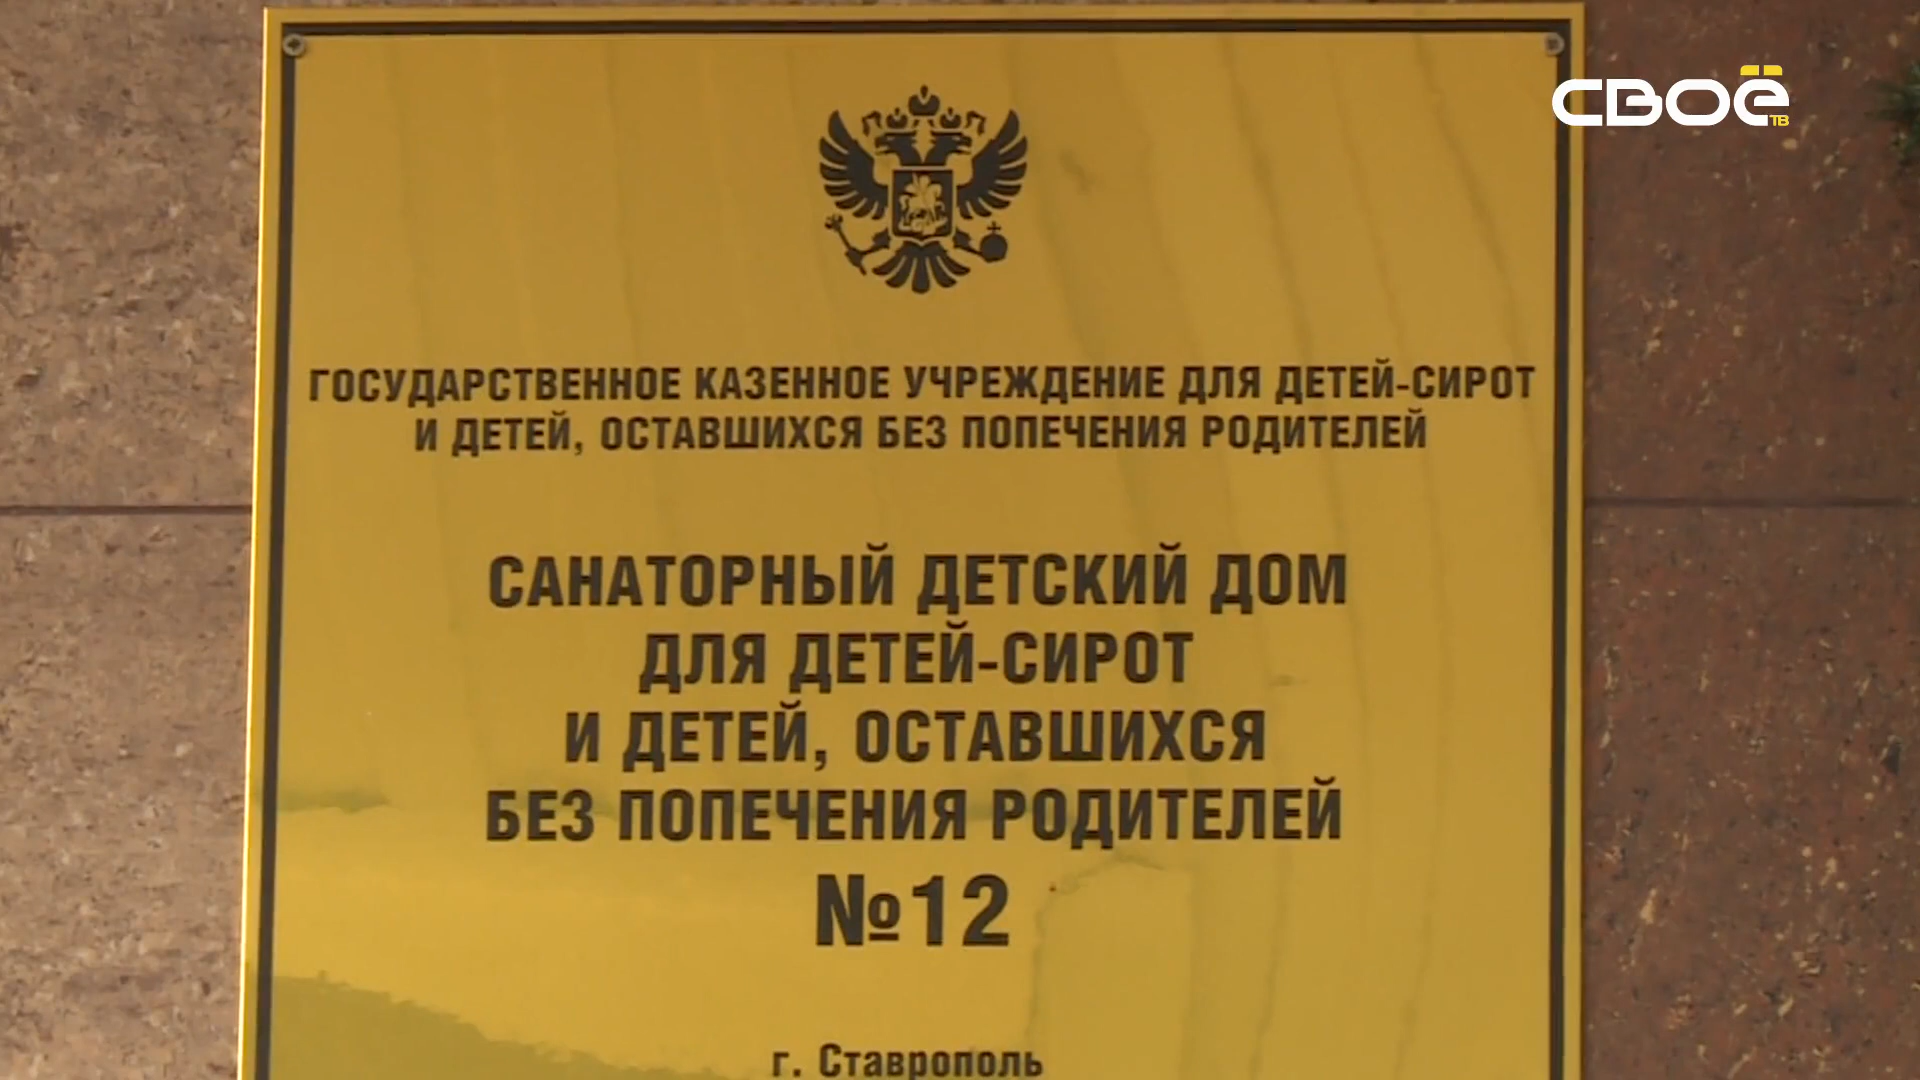 СВОЁ
ТВ
ГОСУДАРСТВЕННОЕ КАЗЕННОЕ УЧРЕЖДЕНИЕ ДЛЯ ДЕТЕЙ-СИРОТ
И ДЕТЕЙ, ОСТАВШИХСЯ БЕЗ ПОПЕЧЕНИЯ РОДИТЕЛЕЙ
САНАТОРНЫЙ ДЕТСКИЙ ДОМ
ДЛЯ ДЕТЕЙ-СИРОТ
И ДЕТЕЙ, ОСТАВШИХСЯ
БЕЗ ПОПЕЧЕНИЯ РОДИТЕЛЕЙ
№12
г. Ставрополь